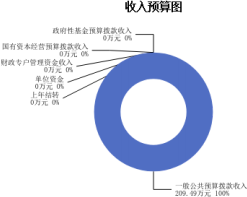 收入预算图
政府性基金预算拨款收入
0万元 0%
国有资本经营预算拨款收入
0万元 0%
财政专户管理资金收入
0万元 0%
单位资金
0万元 0%
上年结转
0万元 0%
一般公共预算拨款收入
209.49万元 100%